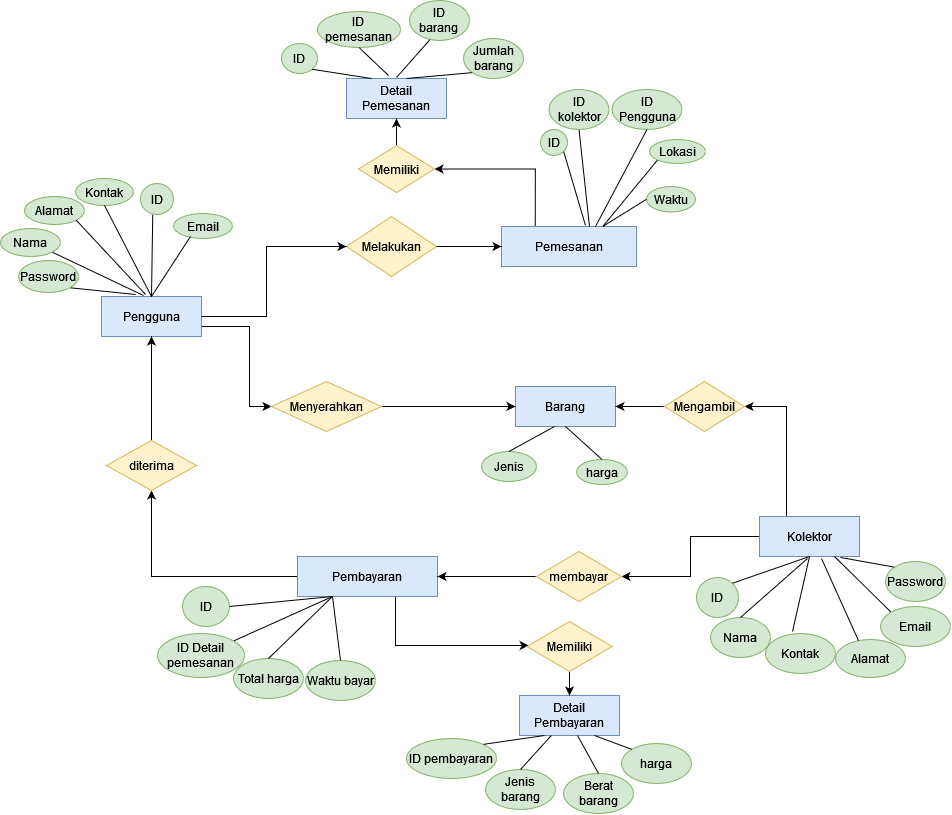 ID
pemesanan
ID
barang
ID
Jumlah
barang
Detail
Pemesanan
ID
kolektor
ID
Pengguna
ID
Lokasi
Memiliki
Waktu
Kontak
ID
Alamat
Email
Nama
Melakukan
Pemesanan
Password
Pengguna
Menyerahkan
Barang
Mengambil
diterima
Jenis
harga
Kolektor
Pembayaran
membayar
Password
ID
ID
Email
Nama
ID Detail
pemesanan
Memiliki
Kontak
Alamat
Total harga
Waktu bayar
Detail
Pembayaran
ID pembayaran
harga
Jenis
barang
Berat
barang